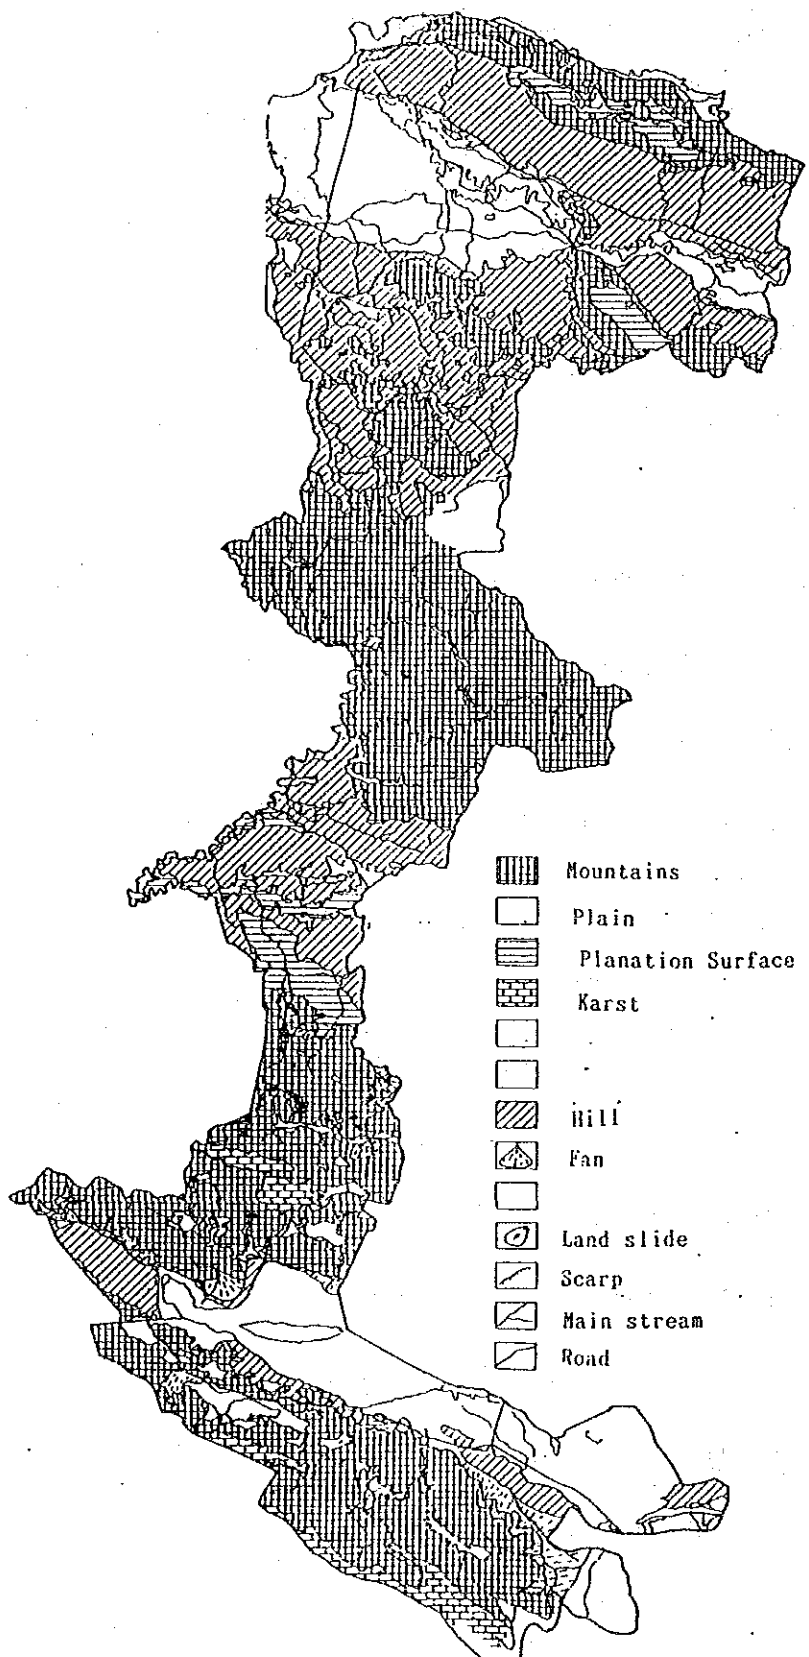 Mountains
Plain
Planation Surface
Karst
Hill
Fan
Land slide
Scarp
Main stream
Road